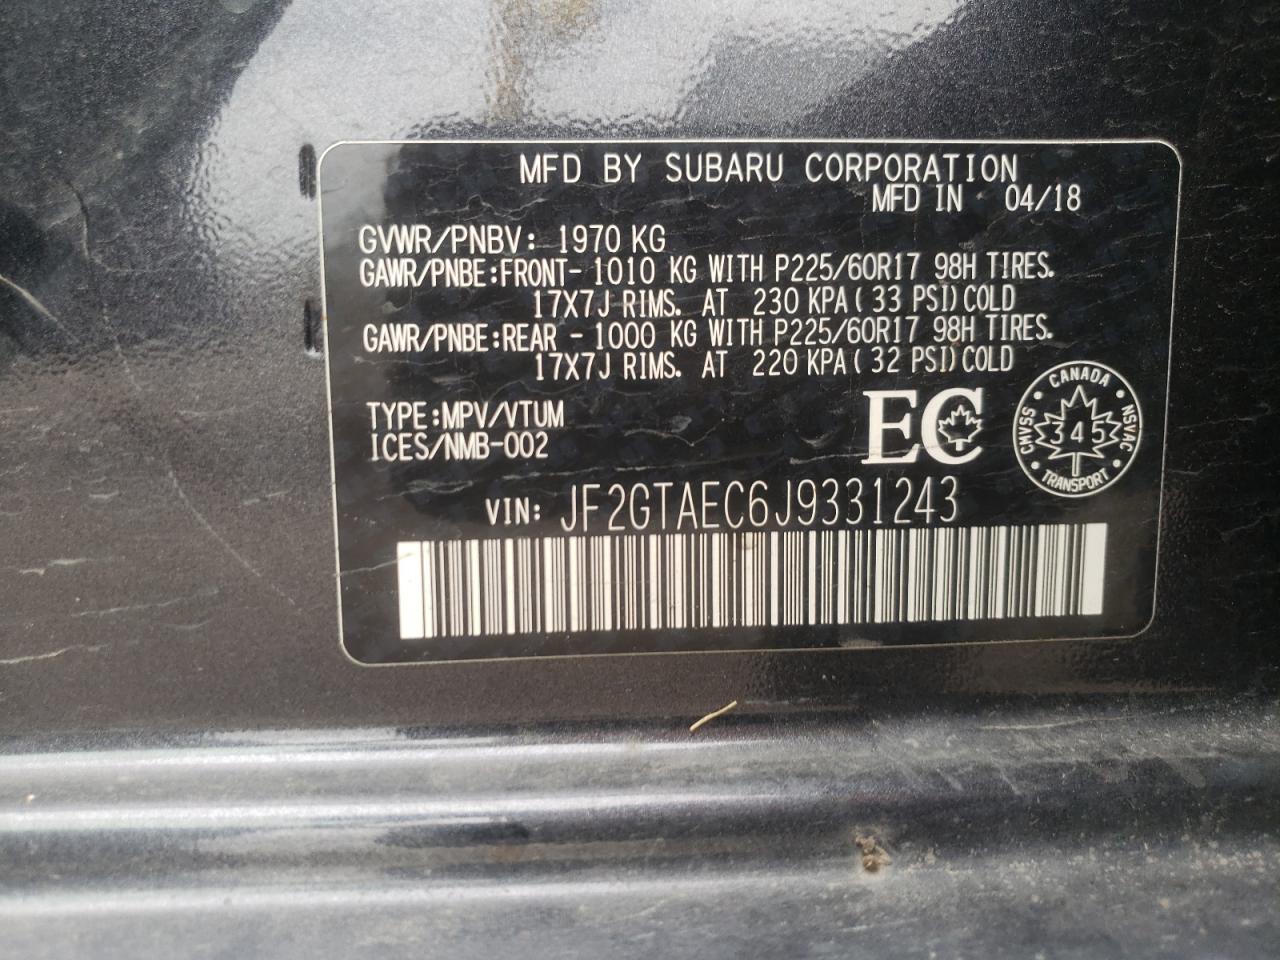 MFD BY SUBARU CORPORATION
MFD IN 04/18
GVWR/PNBV: 1970 KG
GAWR/PNBE:FRONT- 1010 KG WITH P225/60R17 98H TIRES.
17X7J RIMS. AT 230 KPA(33 PSI)COLD
GAWR/PNBE:REAR - 1000 KG WITH P225/60R17 98H TIRES.
17X7J RIMS. AT 220 KPA(32 PSI)COLD
TYPE:MPV/VTUM
ICES/NMB-002
EC
CANADA
CMVSS
345
NSVAC
TRANSPORT
VIN: JF2GTAEC6J9331243